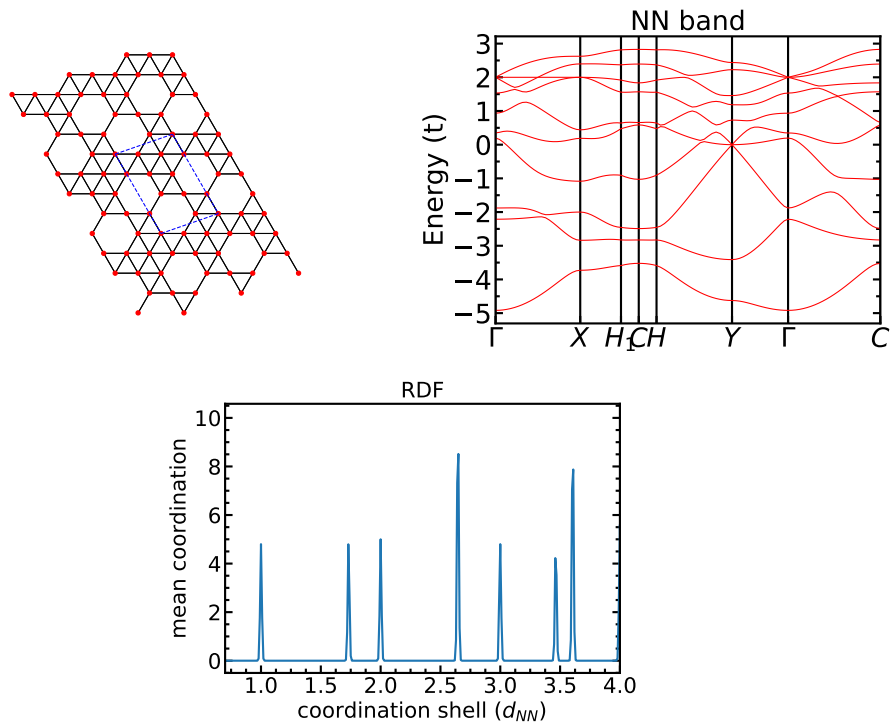 NN band
Energy (t)
3
2
1
0
−1
−2
−3
−4
−5
Γ X H₁ C H Y Γ C
RDF
mean coordination
10
8
6
4
2
0
1.0 1.5 2.0 2.5 3.0 3.5 4.0
coordination shell (d_NN)